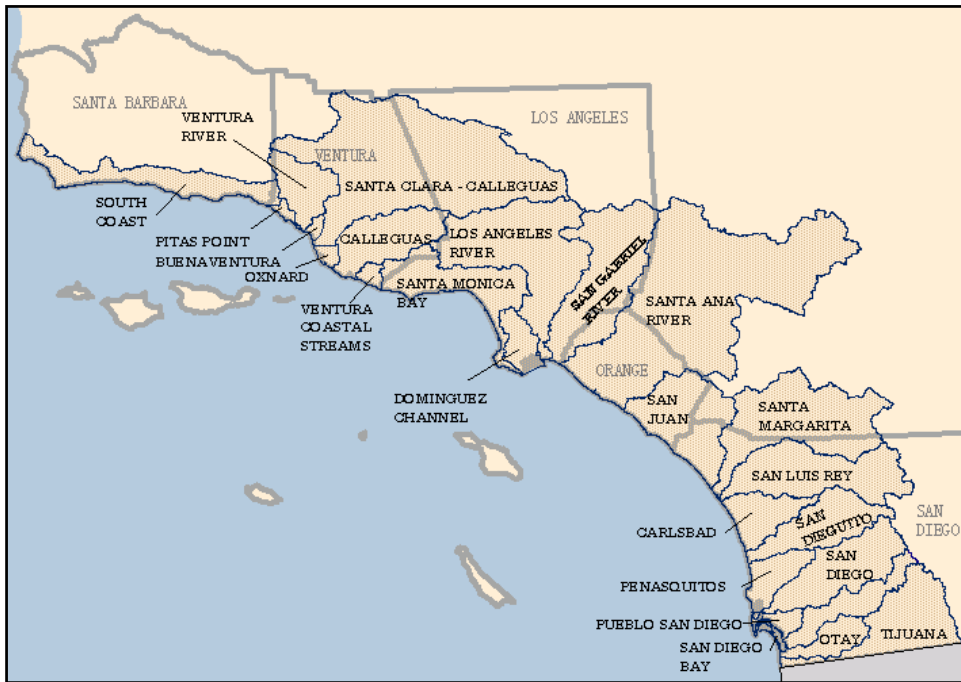 SANTA BARBARA
VENTURA
RIVER
LOS ANGELES
VENTURA
SANTA CLARA - CALLEGUAS
SOUTH
COAST
PITAS POINT
BUENAVENTURA
OXNARD
CALLEGUAS
LOS ANGELES
RIVER
SANTA MONICA
BAY
VENTURA
COASTAL
STREAMS
SAN GABRIEL
RIVER
SANTA ANA
RIVER
DOMINGUEZ
CHANNEL
ORANGE
SAN
JUAN
SANTA
MARGARITA
SAN LUIS REY
CARLSBAD
SAN
DIEGUITO
SAN
DIEGO
PENASQUITOS
SAN
DIEGO
PUEBLO SAN DIEGO
SAN DIEGO
BAY
OTAY
TIJUANA